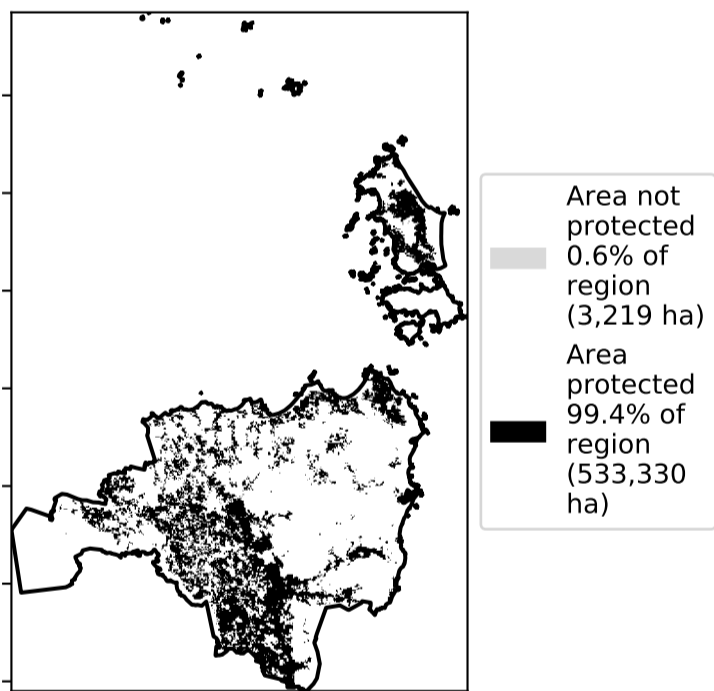 Area not
protected
0.6% of
region
(3,219 ha)
Area
protected
99.4% of
region
(533,330
ha)